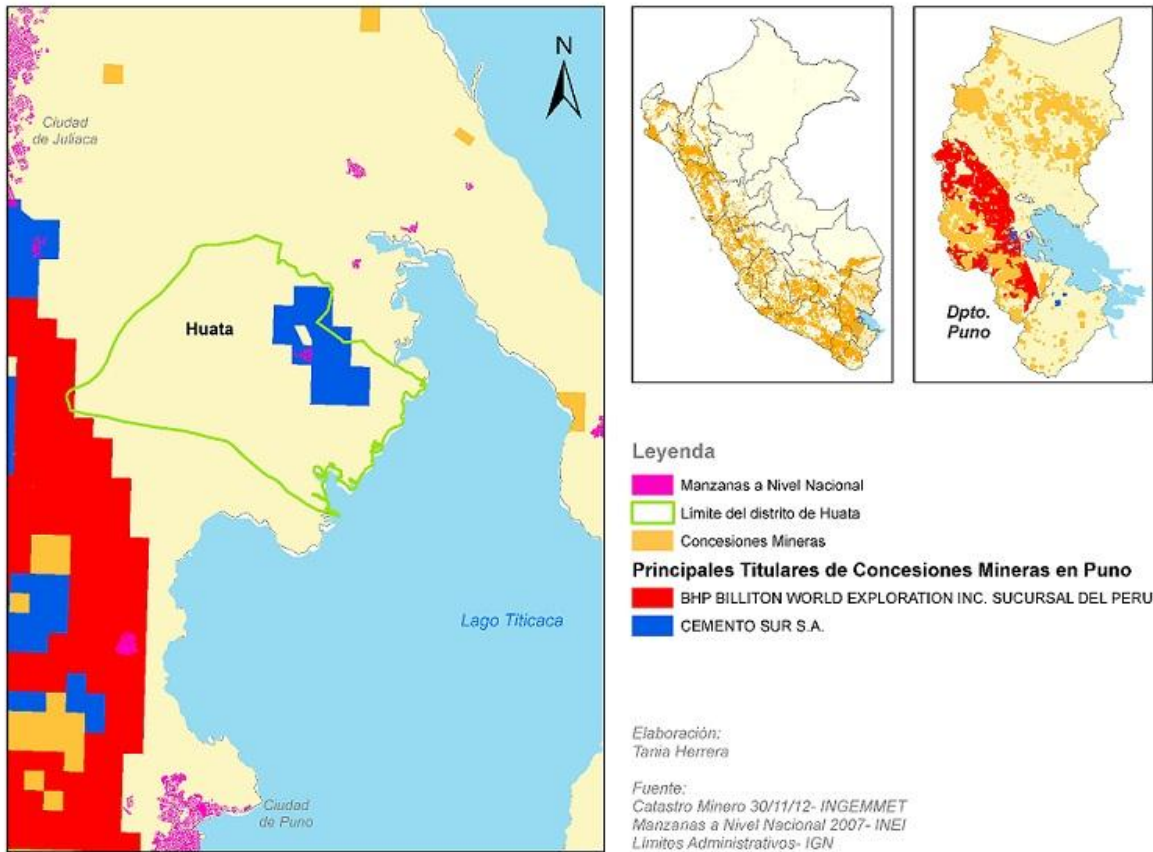 N
Ciudad
de Juliaca
Huata
Lago Titicaca
Ciudad
de Puno
Dpto.
Puno
Leyenda
Manzanas a Nivel Nacional
Límite del distrito de Huata
Concesiones Mineras
Principales Titulares de Concesiones Mineras en Puno
BHP BILLITON WORLD EXPLORATION INC. SUCURSAL DEL PERU
CEMENTO SUR S.A.
Elaboración:
Tania Herrera
Fuente:
Catastro Minero 30/11/12- INGEMMET
Manzanas a Nivel Nacional 2007- INEI
Límites Administrativos- IGN